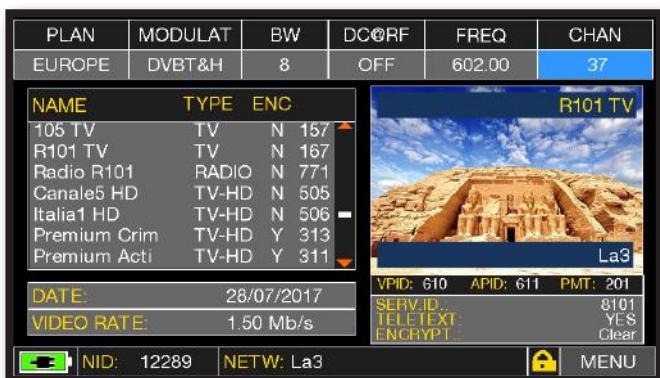 PLAN MODULAT BW DC@RF FREQ CHAN
EUROPE DVBT&H 8 OFF 602.00 37
NAME TYPE ENC
105 TV TV N 157
R101 TV TV N 167
Radio R101 RADIO N 771
Canale5 HD TV-HD N 505
Italia1 HD TV-HD N 506
Premium Crim TV-HD Y 313
Premium Acti TV-HD Y 311
DATE: 28/07/2017
VIDEO RATE: 1.50 Mb/s
R101 TV
La3
VPID: 610 APID: 611 PMT: 201
SERV.ID.: 8101
TELETEXT: YES
ENCRYPT.: Clear
NID: 12289 NETW: La3 MENU